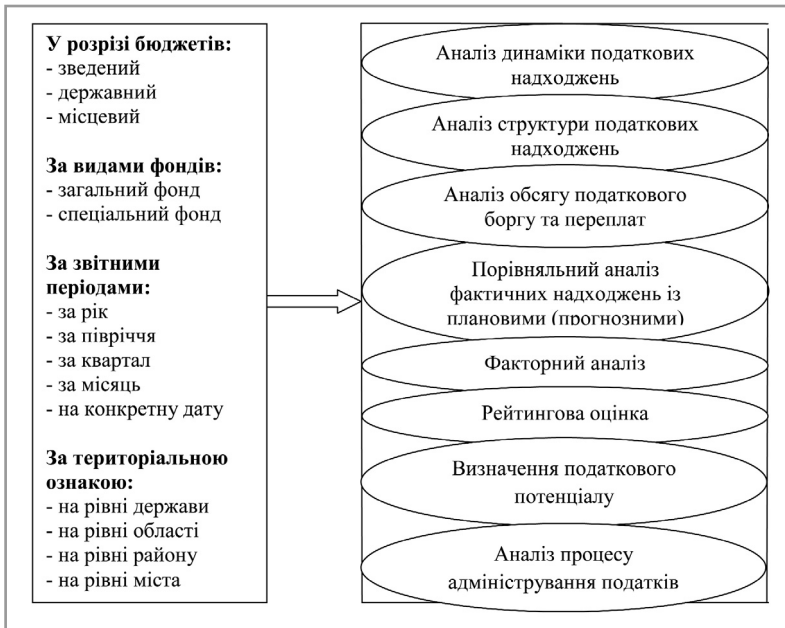 У розрізі бюджетів:
- зведений
- державний
- місцевий
За видами фондів:
- загальний фонд
- спеціальний фонд
За звітними
періодами:
- за рік
- за півріччя
- за квартал
- за місяць
- на конкретну дату
За територіальною
ознакою:
- на рівні держави
- на рівні області
- на рівні району
- на рівні міста
Аналіз динаміки податкових
надходжень
Аналіз структури податкових
надходжень
Аналіз обсягу податкового
боргу та переплат
Порівняльний аналіз
фактичних надходжень із
плановими (прогнозними)
Факторний аналіз
Рейтингова оцінка
Визначення податкового
потенціалу
Аналіз процесу
адміністрування податків